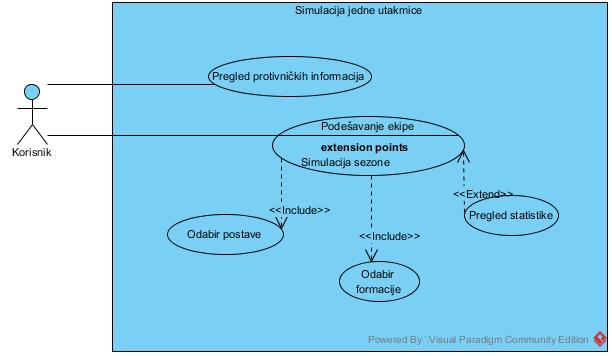 Simulacija jedne utakmice
Pregled protivničkih informacija
Korisnik
Podešavanje ekipe
extension points
Simulacija sezone
<<Extend>>
<<Include>>
Pregled statistike
Odabir postave
<<Include>>
Odabir
formacije
Powered By Visual Paradigm Community Edition